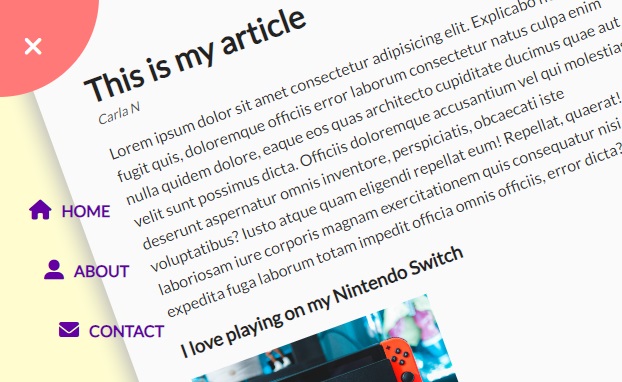 This is my article
Carla N
Lorem ipsum dolor sit amet consectetur adipisicing elit. Explicabo
fugit quis, doloremque officiis error laborum consectetur natus culpa enim
nulla quidem dolore, eaque eos quas architecto cupiditate ducimus quae aut
velit sunt possimus dicta. Officiis doloremque accusantium vel qui molestias
deserunt aspernatur omnis inventore, perspiciatis, obcaecati iste
voluptatibus? Iusto atque quam eligendi repellat eum! Repellat, quaerat!
laboriosam iure corporis magnam exercitationem quis consequatur nisi
expedita fuga laborum totam impedit officia omnis officiis, error dicta?
HOME
ABOUT
CONTACT
I love playing on my Nintendo Switch